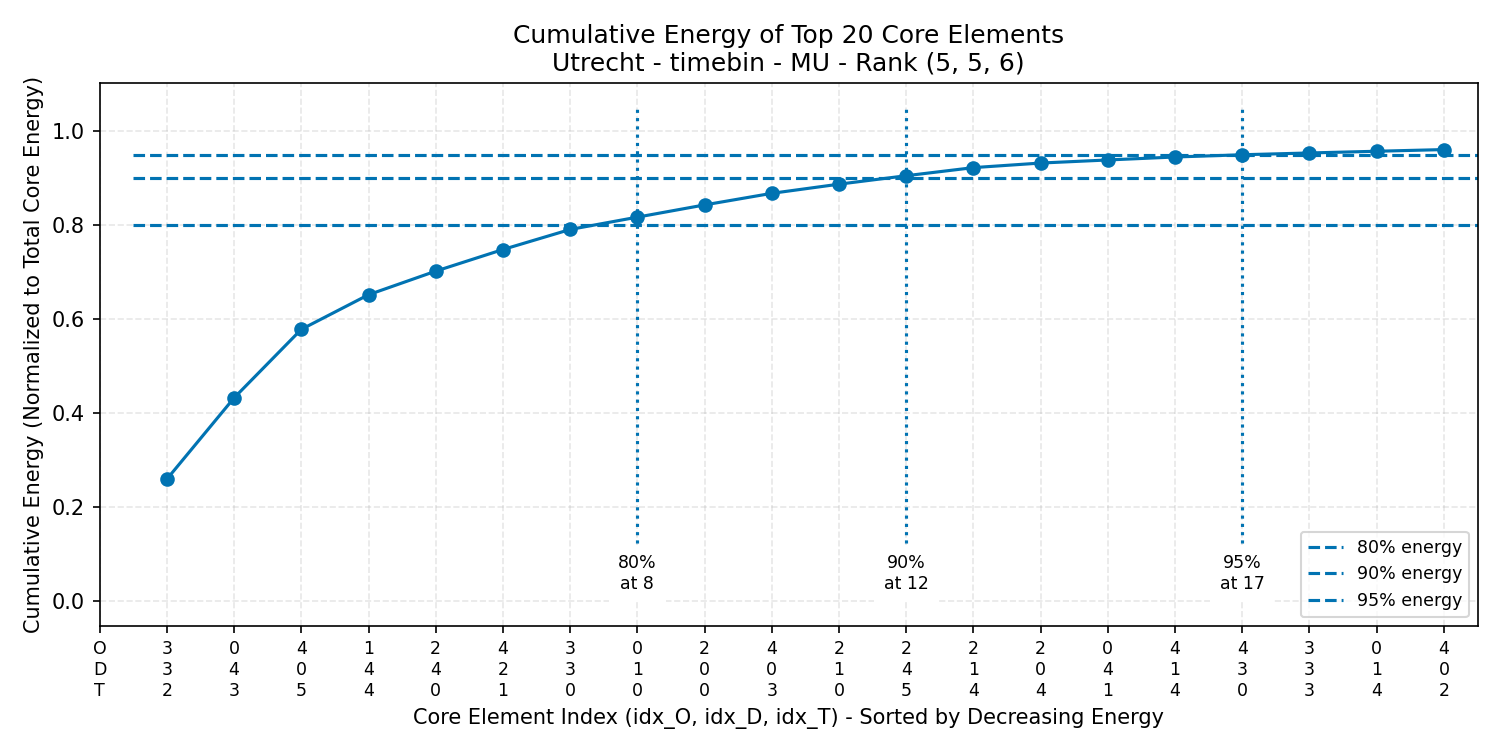 Cumulative Energy of Top 20 Core Elements
Utrecht - timebin - MU - Rank (5, 5, 6)
Cumulative Energy (Normalized to Total Core Energy)
1.0
0.8
0.6
0.4
0.2
0.0
80%
at 8
90%
at 12
95%
at 17
80% energy
90% energy
95% energy
O 3 0 4 1 2 4 3 0 2 4 2 2 2 2 0 4 4 3 0 4
D 3 4 0 4 4 2 3 1 0 0 1 4 1 0 4 1 3 3 1 0
T 2 3 5 4 0 1 0 0 0 3 0 5 4 4 1 4 0 3 4 2
Core Element Index (idx_O, idx_D, idx_T) - Sorted by Decreasing Energy